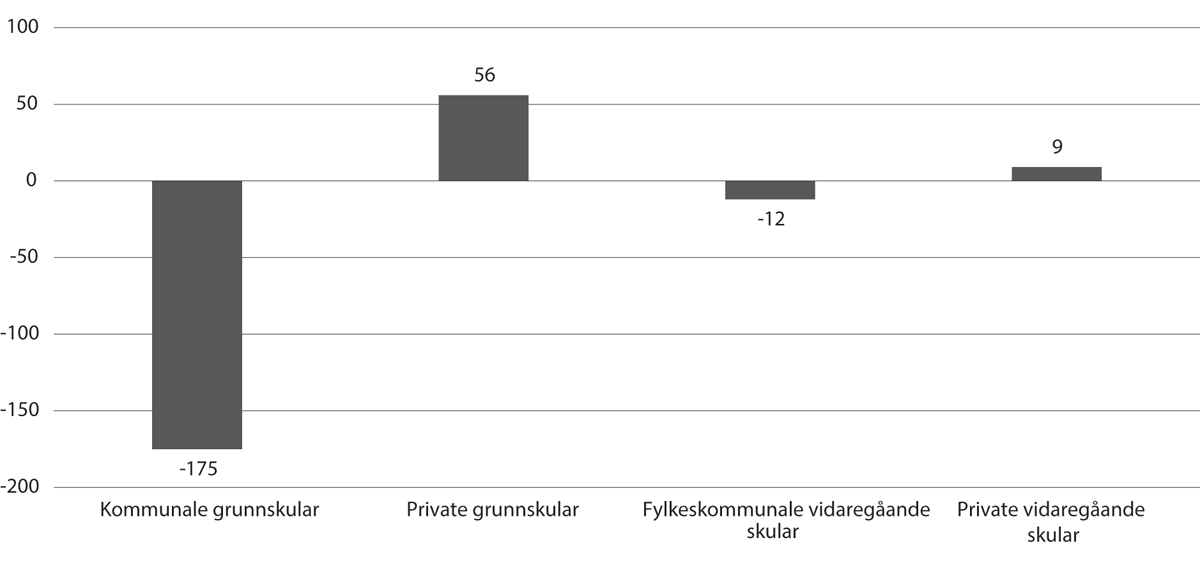 100
56
50
9
0
-12
-50
-100
-150
-175
-200
Kommunale grunnskular
Private grunnskular
Fylkeskommunale vidaregåande
skular
Private vidaregåande
skular